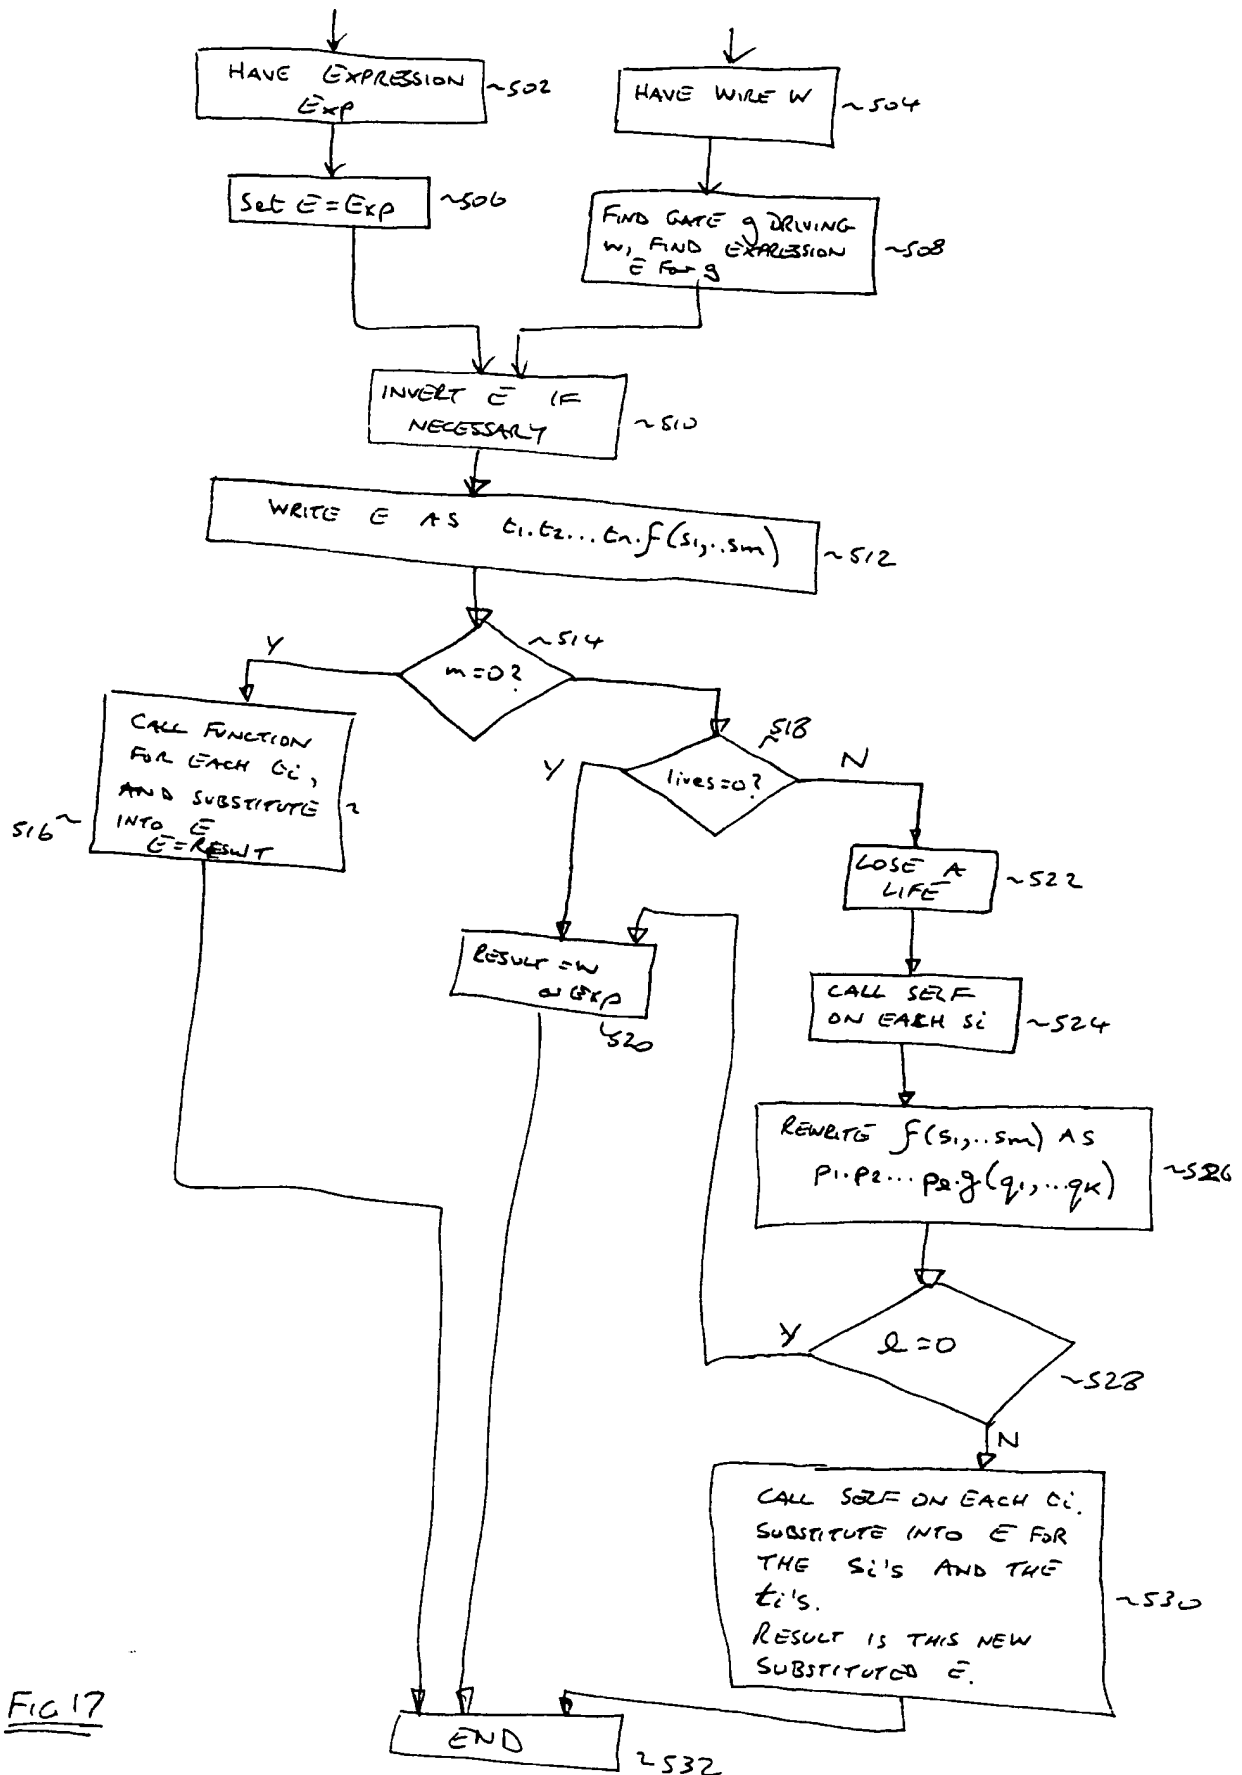 HAVE EXPRESSION
Exp
~502
HAVE WIRE W
~504
Set E=Exp
~506
FIND GATE g DRIVING
w, FIND EXPRESSION
E For g
~508
INVERT E IF
NECESSARY
~510
WRITE E AS t1.t2...tn.f(s1,..sm)
~512
~514
Y
m=0?
~518
CALL FUNCTION
FOR EACH ti,
AND SUBSTITUTE
INTO E
E=RESULT
516~
Y
lives=0?
N
LOSE A
LIFE
~522
RESULT =W
or Exp
~520
CALL SELF
ON EACH si
~524
REWRITE f(s1,..sm) AS
p1.p2...pl.g(q1,...qk)
~526
Y
l=0
~528
N
CALL SELF ON EACH ti.
SUBSTITUTE INTO E FOR
THE si's AND THE
ti's.
RESULT IS THIS NEW
SUBSTITUTED E.
~530
FIG 17
END
~532